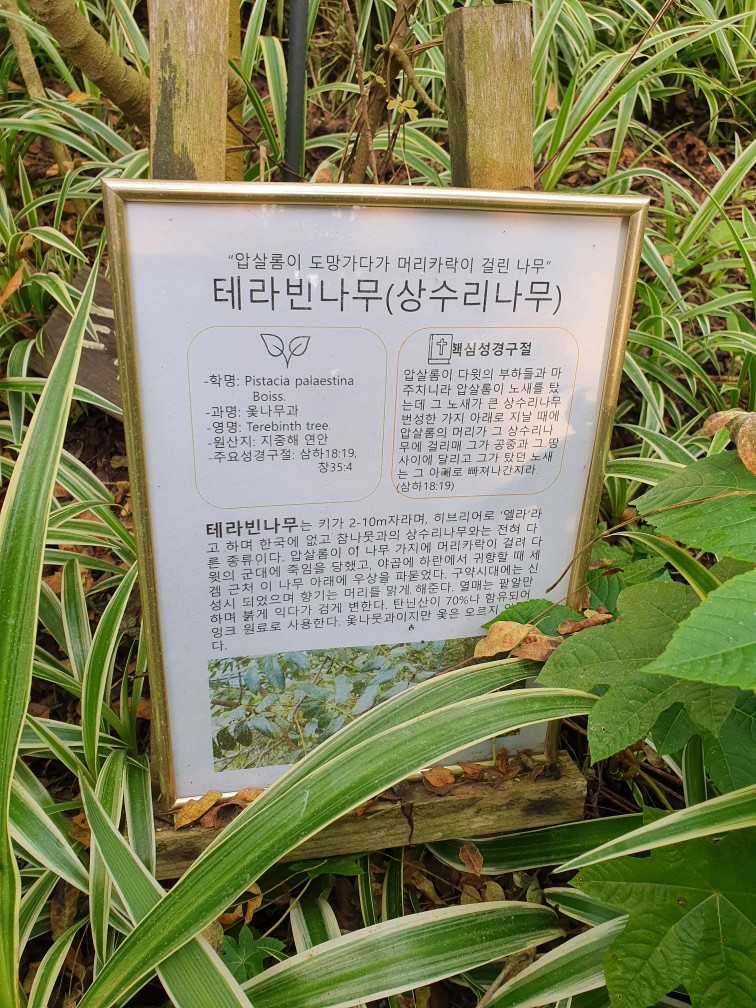 "압살롬이 도망가다가 머리카락이 걸린 나무"
테라빈나무(상수리나무)
-학명: Pistacia palaestina
Boiss.
-과명: 옻나무과
-영명: Terebinth tree.
-원산지: 지중해 연안
-주요성경구절: 삼하18:19,
창35:4
핵심성경구절
압살롬이 다윗의 부하들과 마
주치니라 압살롬이 노새를 탔
는데 그 노새가 큰 상수리나무
번성한 가지 아래로 지날 때에
압살롬의 머리가 그 상수리나
무에 걸리매 그가 공중과 그 땅
사이에 달리고 그가 탔던 노새
는 그 아래로 빠져나간지라.
(삼하18:19)
테라빈나무는 키가 2-10m자라며, 히브리어로 '엘라'라
고 하며 한국에 없고 참나뭇과의 상수리나무와는 전혀 다
른 종류이다. 압살롬이 이 나무 가지에 머리카락이 걸려 다
윗의 군대에 죽임을 당했고, 야곱에 하란에서 귀향할 때 세
겜 근처 이 나무 아래에 우상을 파묻었다. 구약시대에는 신
성시 되었으며 향기는 머리를 맑게 해준다. 열매는 팥알만
하며 붉게 익다가 검게 변한다. 탄닌산이 70%나 함유되어
잉크 원료로 사용한다. 옻나뭇과이지만 옻은 오르지
다.